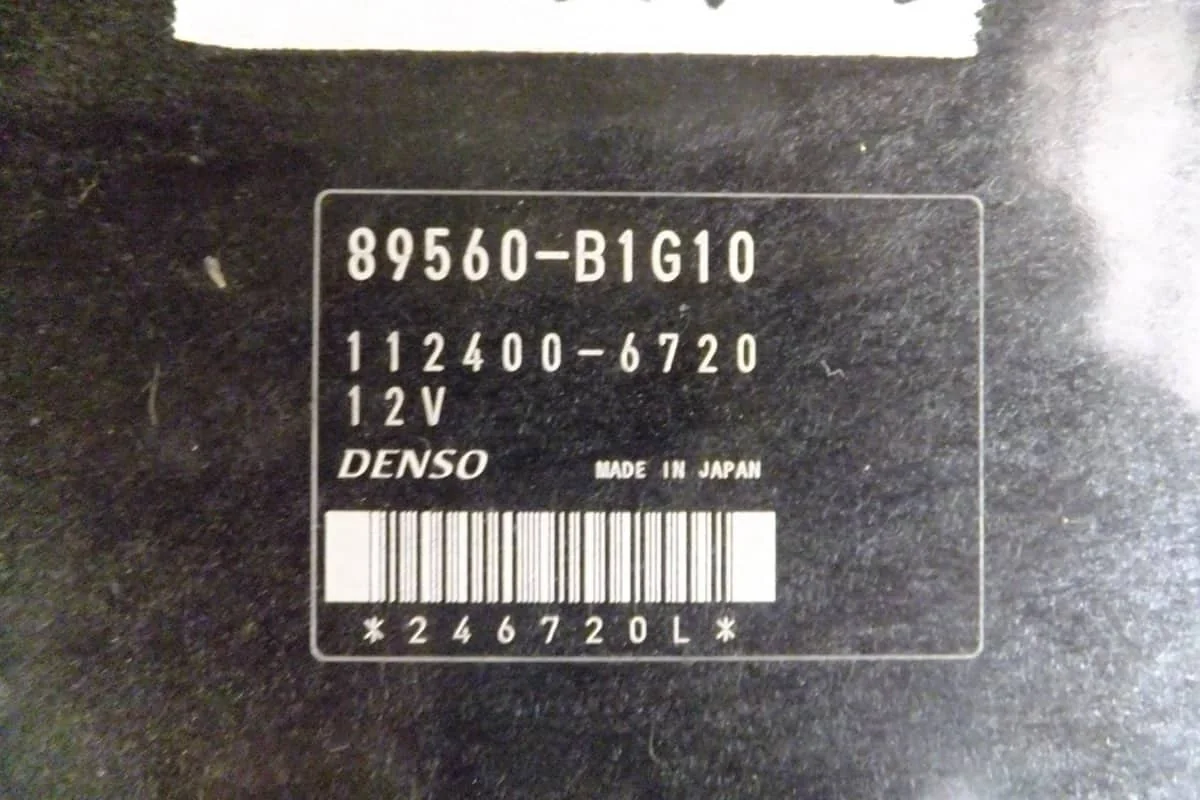 89560-B1G10
112400-6720
12V
DENSO MADE IN JAPAN
*246720L*